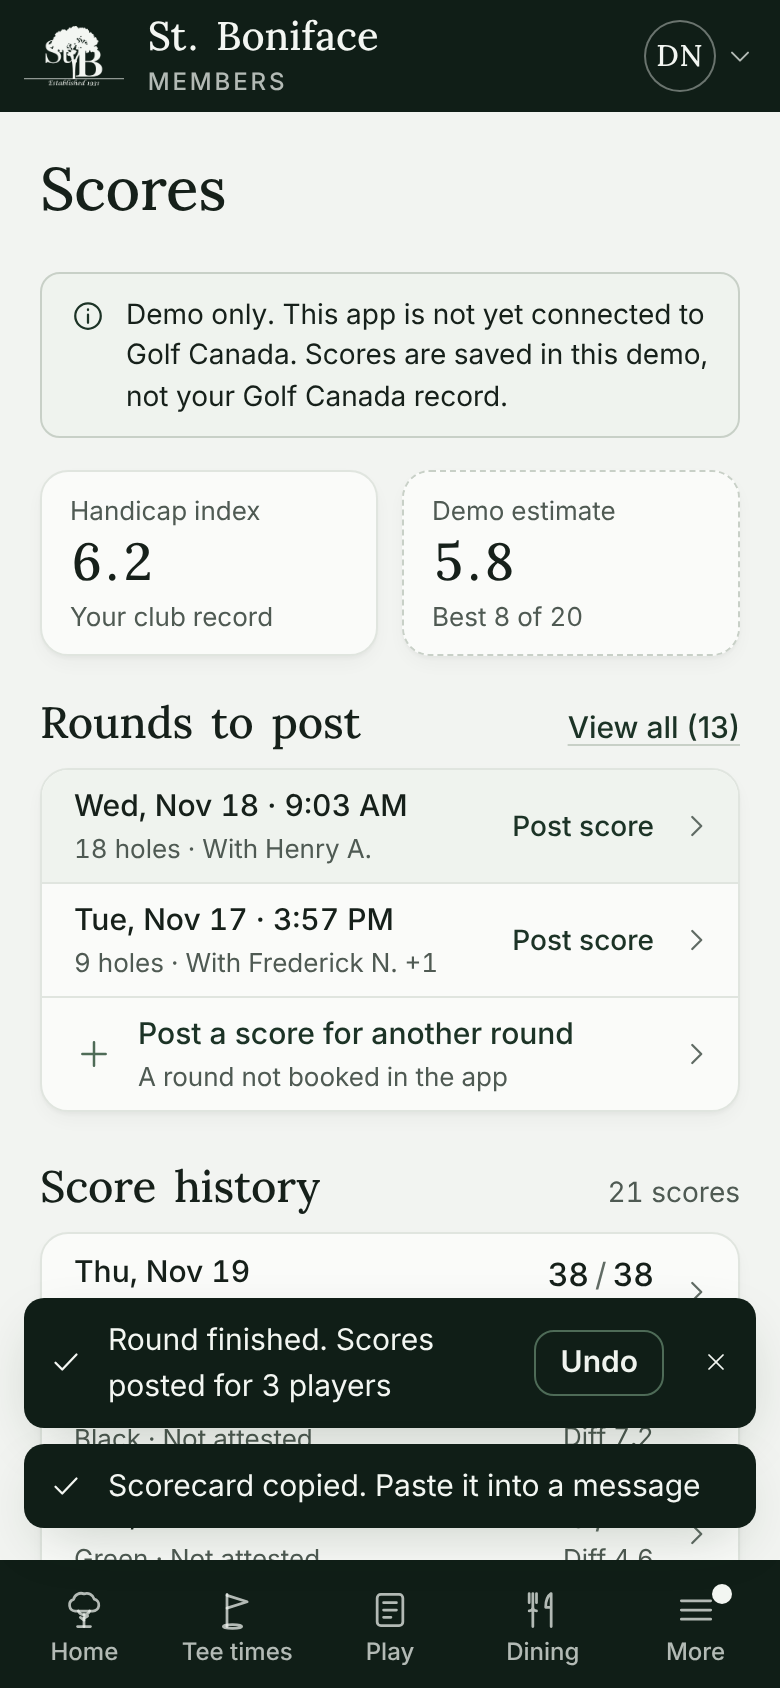 StB
Established 1931
St. Boniface
MEMBERS
DN
Scores
Demo only. This app is not yet connected to
Golf Canada. Scores are saved in this demo,
not your Golf Canada record.
Handicap index
6.2
Your club record
Demo estimate
5.8
Best 8 of 20
Rounds to post
View all (13)
Wed, Nov 18 · 9:03 AM
18 holes · With Henry A.
Post score
Tue, Nov 17 · 3:57 PM
9 holes · With Frederick N. +1
Post score
Post a score for another round
A round not booked in the app
Score history
21 scores
Thu, Nov 19
38 / 38
Round finished. Scores
posted for 3 players
Undo
Black · Not attested
Diff 7.2
Scorecard copied. Paste it into a message
Green · Not attested
Diff 4.6
Home
Tee times
Play
Dining
More